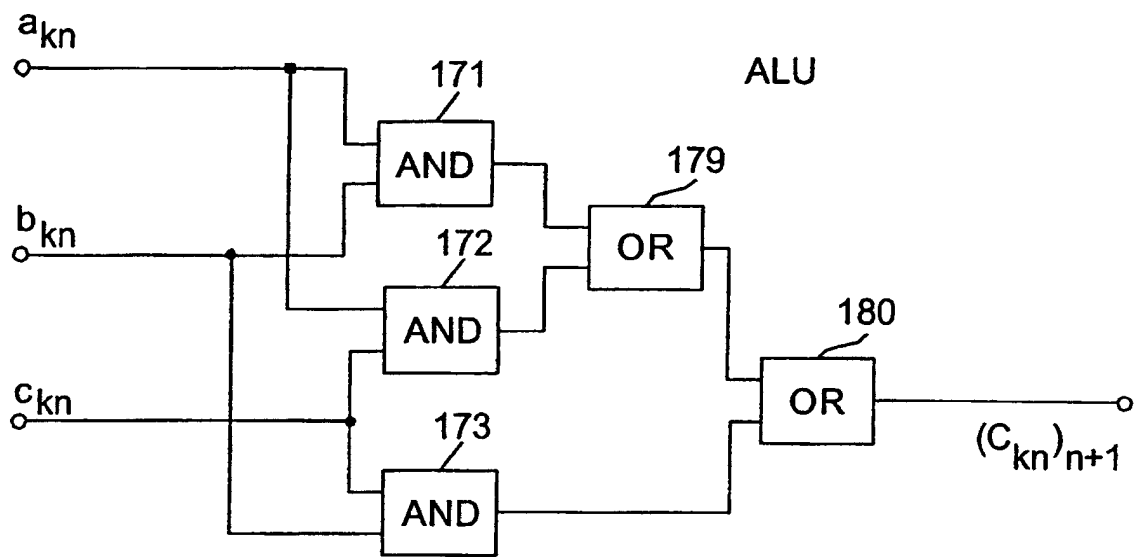 a_kn
171
ALU
AND
179
b_kn
172
OR
AND
180
c_kn
173
OR
(C_kn)_n+1
AND